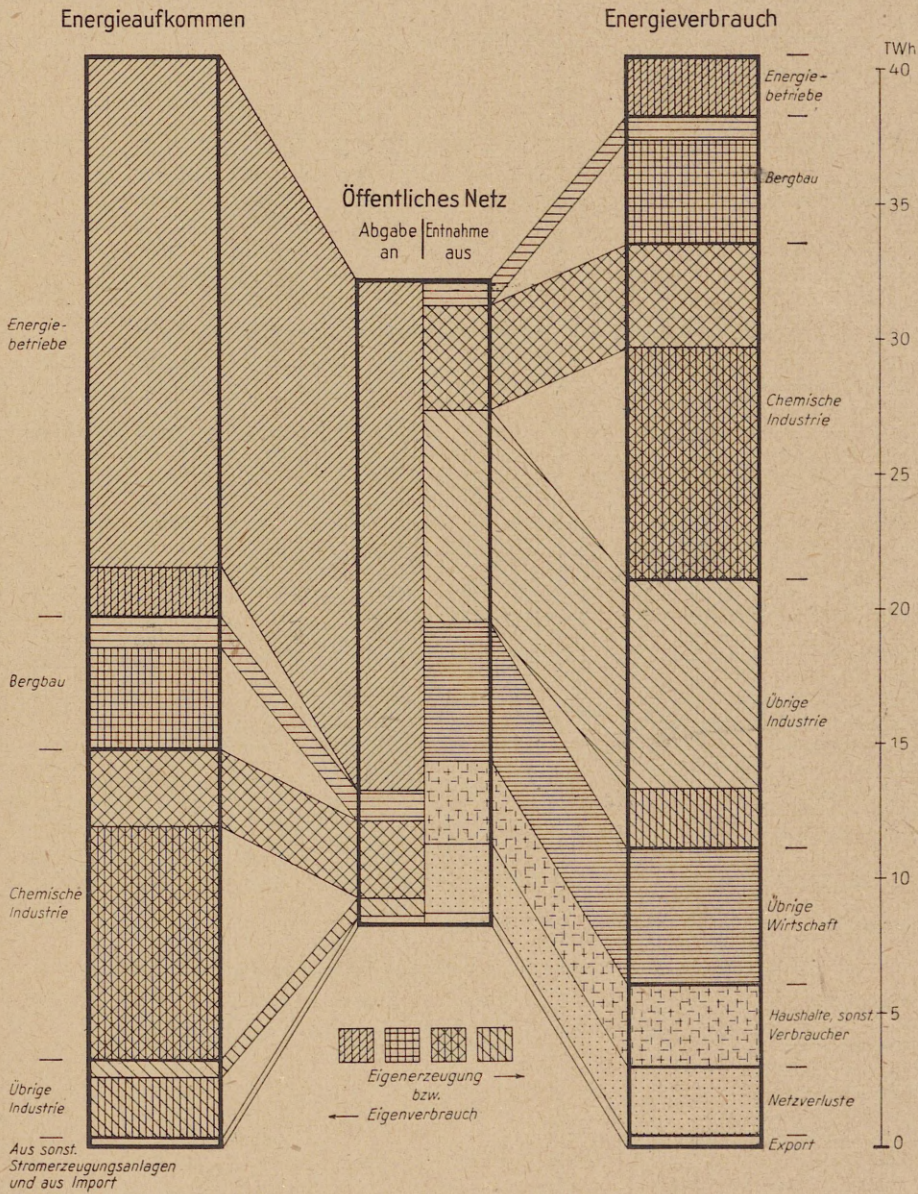 Energieaufkommen
Energieverbrauch
TWh
Öffentliches Netz
Abgabe
an
Entnahme
aus
Energie-
betriebe
Bergbau
Chemische
Industrie
Übrige
Industrie
Aus sonst.
Stromerzeugungsanlagen
und aus Import
Energie-
betriebe
Bergbau
Chemische
Industrie
Übrige
Industrie
Übrige
Wirtschaft
Haushalte, sonst.
Verbraucher
Netzverluste
Export
40
35
30
25
20
15
10
5
0
Eigenerzeugung →
bzw.
← Eigenverbrauch